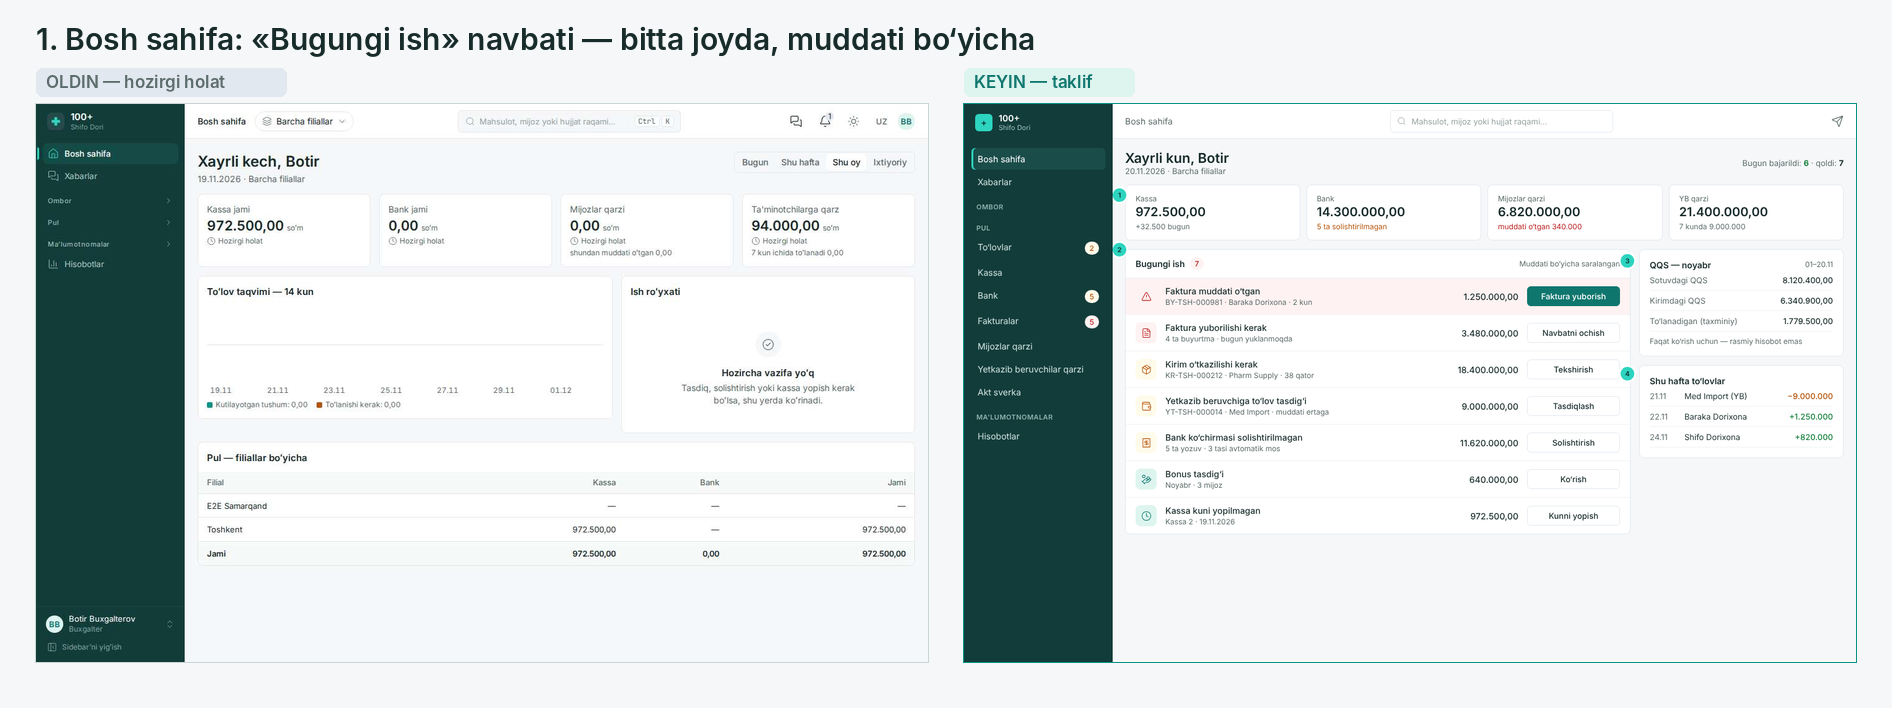 1. Bosh sahifa: «Bugungi ish» navbati — bitta joyda, muddati bo‘yicha
OLDIN — hozirgi holat
100+
Shifo Dori
Bosh sahifa
Xabarlar
Ombor
Pul
Ma'lumotnomalar
Hisobotlar
Botir Buxgalterov
Buxgalter
Sidebar'ni yig'ish
BB
Bosh sahifa
Barcha filiallar
Mahsulot, mijoz yoki hujjat raqami... Ctrl K
1
UZ
BB
Xayrli kech, Botir
19.11.2026 · Barcha filiallar
Bugun Shu hafta Shu oy Ixtiyoriy
Kassa jami
972.500,00 so'm
Hozirgi holat
Bank jami
0,00 so'm
Hozirgi holat
Mijozlar qarzi
0,00 so'm
Hozirgi holat
shundan muddati o'tgan 0,00
Ta'minotchilarga qarz
94.000,00 so'm
Hozirgi holat
7 kun ichida to'lanadi 0,00
To'lov taqvimi — 14 kun
19.11 21.11 23.11 25.11 27.11 29.11 01.12
Kutilayotgan tushum: 0,00 To'lanishi kerak: 0,00
Ish ro'yxati
Hozircha vazifa yo'q
Tasdiq, solishtirish yoki kassa yopish kerak
bo'lsa, shu yerda ko'rinadi.
Pul — filiallar bo'yicha
Filial Kassa Bank Jami
E2E Samarqand — — —
Toshkent 972.500,00 — 972.500,00
Jami 972.500,00 0,00 972.500,00
KEYIN — taklif
100+
Shifo Dori
Bosh sahifa
Xabarlar
OMBOR
PUL
To‘lovlar 2
Kassa
Bank 5
Fakturalar 5
Mijozlar qarzi
Yetkazib beruvchilar qarzi
Akt sverka
MA'LUMOTNOMALAR
Hisobotlar
Bosh sahifa
Mahsulot, mijoz yoki hujjat raqami...
Xayrli kun, Botir
20.11.2026 · Barcha filiallar
Bugun bajarildi: 6 · qoldi: 7
1
Kassa
972.500,00
+32.500 bugun
Bank
14.300.000,00
5 ta solishtirilmagan
Mijozlar qarzi
6.820.000,00
muddati o‘tgan 340.000
YB qarzi
21.400.000,00
7 kunda 9.000.000
2
Bugungi ish 7
Muddati bo‘yicha saralangan
Faktura muddati o‘tgan
BY-TSH-000981 · Baraka Dorixona · 2 kun
1.250.000,00 Faktura yuborish
Faktura yuborilishi kerak
4 ta buyurtma · bugun yuklanmoqda
3.480.000,00 Navbatni ochish
Kirim o‘tkazilishi kerak
KR-TSH-000212 · Pharm Supply · 38 qator
18.400.000,00 Tekshirish
Yetkazib beruvchiga to‘lov tasdig‘i
YT-TSH-000014 · Med Import · muddati ertaga
9.000.000,00 Tasdiqlash
Bank ko‘chirmasi solishtirilmagan
5 ta yozuv · 3 tasi avtomatik mos
11.620.000,00 Solishtirish
Bonus tasdig‘i
Noyabr · 3 mijoz
640.000,00 Ko‘rish
Kassa kuni yopilmagan
Kassa 2 · 19.11.2026
972.500,00 Kunni yopish
3
QQS — noyabr 01–20.11
Sotuvdagi QQS 8.120.400,00
Kirimdagi QQS 6.340.900,00
To‘lanadigan (taxminiy) 1.779.500,00
Faqat ko‘rish uchun — rasmiy hisobot emas
4
Shu hafta to‘lovlar
21.11 Med Import (YB) −9.000.000
22.11 Baraka Dorixona +1.250.000
24.11 Shifo Dorixona +820.000